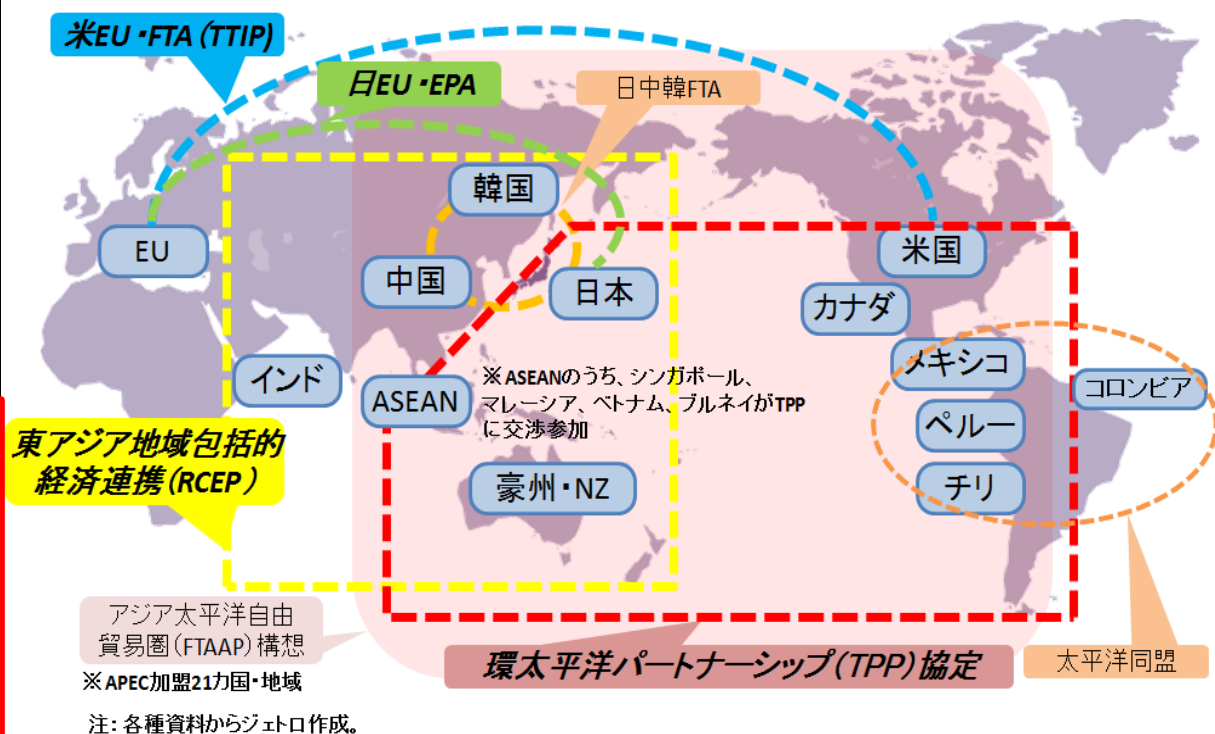 米EU・FTA(TTIP)
日EU・EPA
日中韓FTA
韓国
EU
米国
中国
日本
カナダ
インド
メキシコ
ASEAN
※ASEANのうち、シンガポール、
マレーシア、ベトナム、ブルネイがTPP
に交渉参加
コロンビア
ペルー
東アジア地域包括的
経済連携(RCEP)
豪州・NZ
チリ
アジア太平洋自由
貿易圏(FTAAP)構想
環太平洋パートナーシップ(TPP)協定
太平洋同盟
※APEC加盟21カ国・地域
注:各種資料からジェトロ作成。